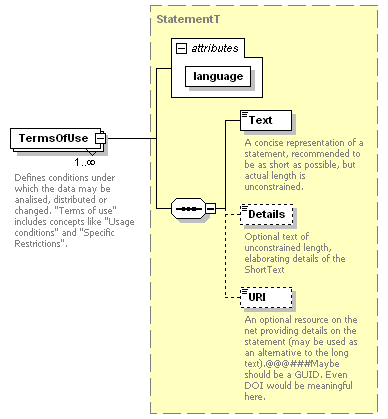 StatementT
attributes
language
TermsOfUse
1..∞
Defines conditions under
which the data may be
analised, distributed or
changed. "Terms of use"
includes concepts like "Usage
conditions" and "Specific
Restrictions".
Text
A concise representation of a
statement, recommended to
be as short as possible, but
actual length is
unconstrained.
Details
Optional text of
unconstrained length,
elaborating details of the
ShortText
URI
An optional resource on the
net providing details on the
statement (may be used as
an alternative to the long
text).@@@###Maybe
should be a GUID. Even
DOI would be meaningful
here.